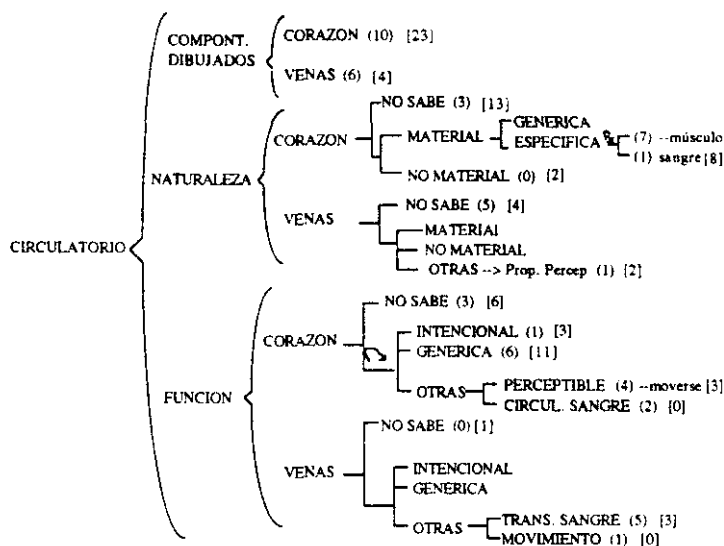 COMPONT.
DIBUJADOS
CORAZON (10) [23]
VENAS (6) [4]
NATURALEZA
CORAZON
NO SABE (3) [13]
MATERIAL
GENERICA
ESPECIFICA
(7) --músculo
(1) sangre [8]
NO MATERIAL (0) [2]
VENAS
NO SABE (5) [4]
MATERIAl
NO MATERIAL
OTRAS --> Prop. Percep (1) [2]
CIRCULATORIO
FUNCION
CORAZON
NO SABE (3) [6]
INTENCIONAL (1) [3]
GENERICA (6) [11]
OTRAS
PERCEPTIBLE (4) --moverse [3]
CIRCUL. SANGRE (2) [0]
VENAS
NO SABE (0) [1]
INTENCIONAL
GENERICA
OTRAS
TRANS. SANGRE (5) [3]
MOVIMIENTO (1) [0]